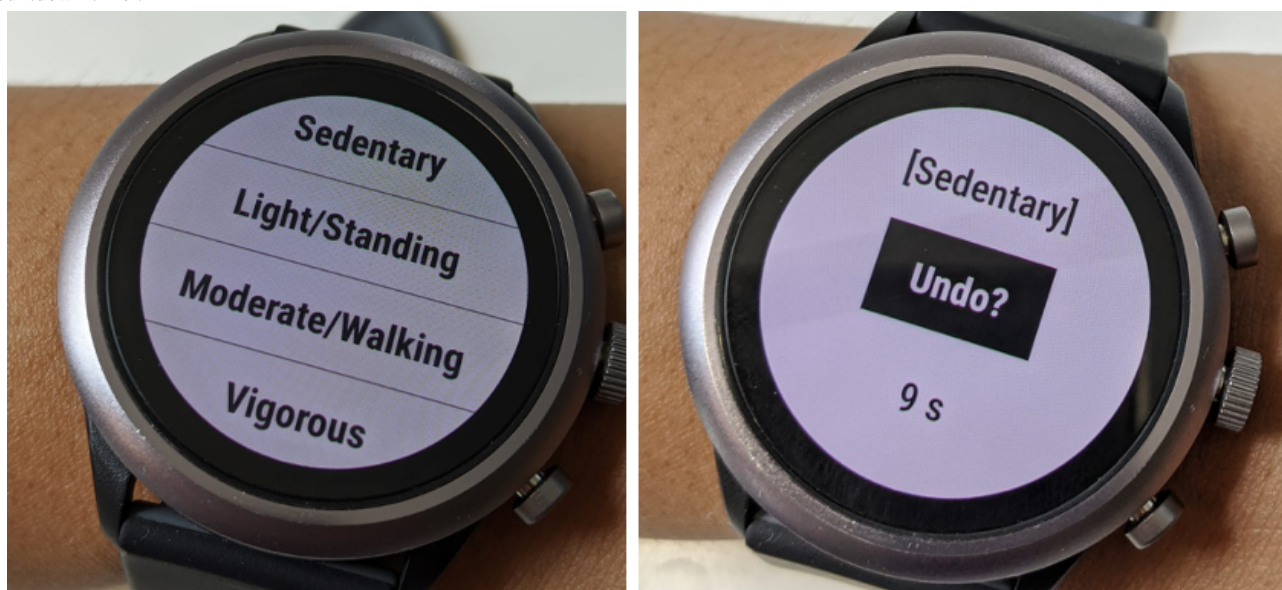 Sedentary
Light/Standing
Moderate/Walking
Vigorous
[Sedentary]
Undo?
9 s